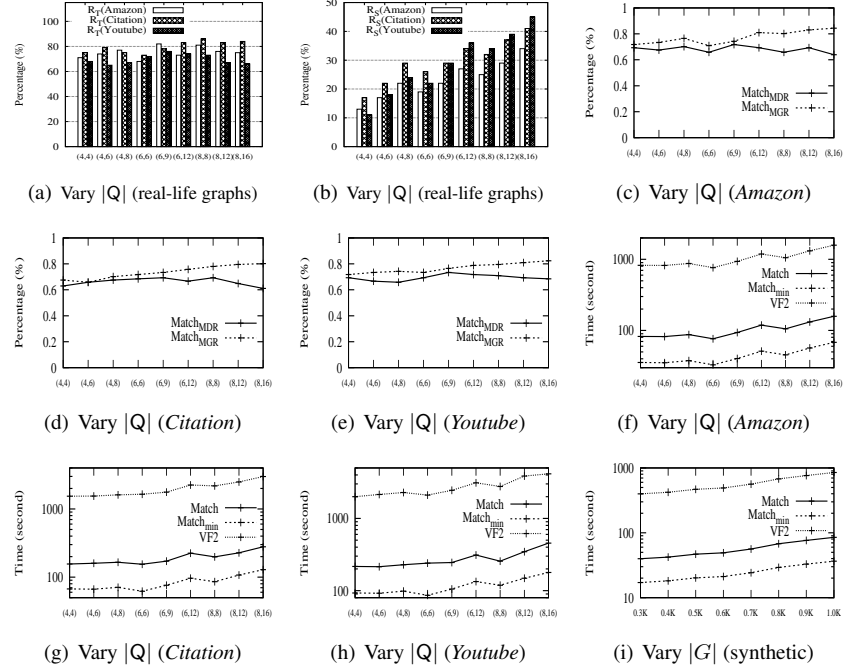 R_T(Amazon)
R_T(Citation)
R_T(Youtube)
Percentage (%)
100
80
60
40
20
0
(4,4) (4,6) (4,8) (6,6) (6,9) (6,12) (8,8) (8,12) (8,16)
(a) Vary |Q| (real-life graphs)
R_S(Amazon)
R_S(Citation)
R_S(Youtube)
Percentage (%)
50
40
30
20
10
0
(4,4) (4,6) (4,8) (6,6) (6,9) (6,12) (8,8) (8,12) (8,16)
(b) Vary |Q| (real-life graphs)
Percentage (%)
1
0.8
0.6
0.4
0.2
0
Match_MDR
Match_MGR
(4,4) (4,6) (4,8) (6,6) (6,9) (6,12) (8,8) (8,12) (8,16)
(c) Vary |Q| (Amazon)
Percentage (%)
1
0.8
0.6
0.4
0.2
0
Match_MDR
Match_MGR
(4,4) (4,6) (4,8) (6,6) (6,9) (6,12) (8,8) (8,12) (8,16)
(d) Vary |Q| (Citation)
Percentage (%)
1
0.8
0.6
0.4
0.2
0
Match_MDR
Match_MGR
(4,4) (4,6) (4,8) (6,6) (6,9) (6,12) (8,8) (8,12) (8,16)
(e) Vary |Q| (Youtube)
Time (second)
1000
100
Match
Match_min
VF2
(4,4) (4,6) (4,8) (6,6) (6,9) (6,12) (8,8) (8,12) (8,16)
(f) Vary |Q| (Amazon)
Time (second)
1000
100
Match
Match_min
VF2
(4,4) (4,6) (4,8) (6,6) (6,9) (6,12) (8,8) (8,12) (8,16)
(g) Vary |Q| (Citation)
Time (second)
1000
100
Match
Match_min
VF2
(4,4) (4,6) (4,8) (6,6) (6,9) (6,12) (8,8) (8,12) (8,16)
(h) Vary |Q| (Youtube)
Time (second)
1000
100
10
Match
Match_min
VF2
0.3K 0.4K 0.5K 0.6K 0.7K 0.8K 0.9K 1.0K
(i) Vary |G| (synthetic)